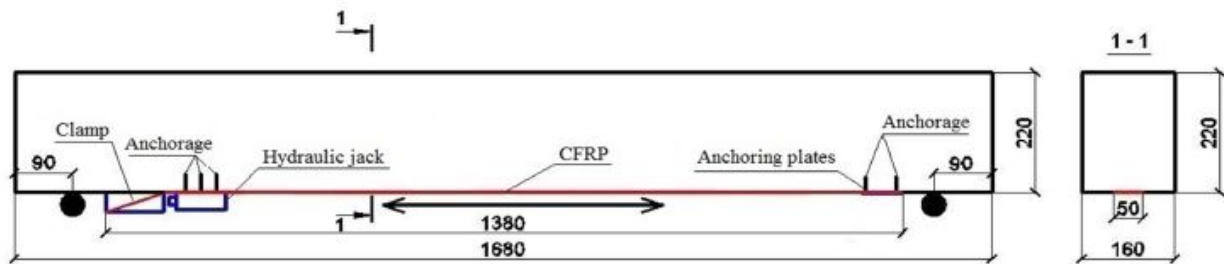 1
1 - 1
Clamp
Anchorage
Hydraulic jack
CFRP
Anchoring plates
Anchorage
90
90
220
220
1
1380
1680
50
160